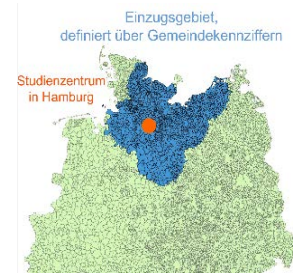 Einzugsgebiet,
definiert über Gemeindekennziffern
Studienzentrum
in Hamburg